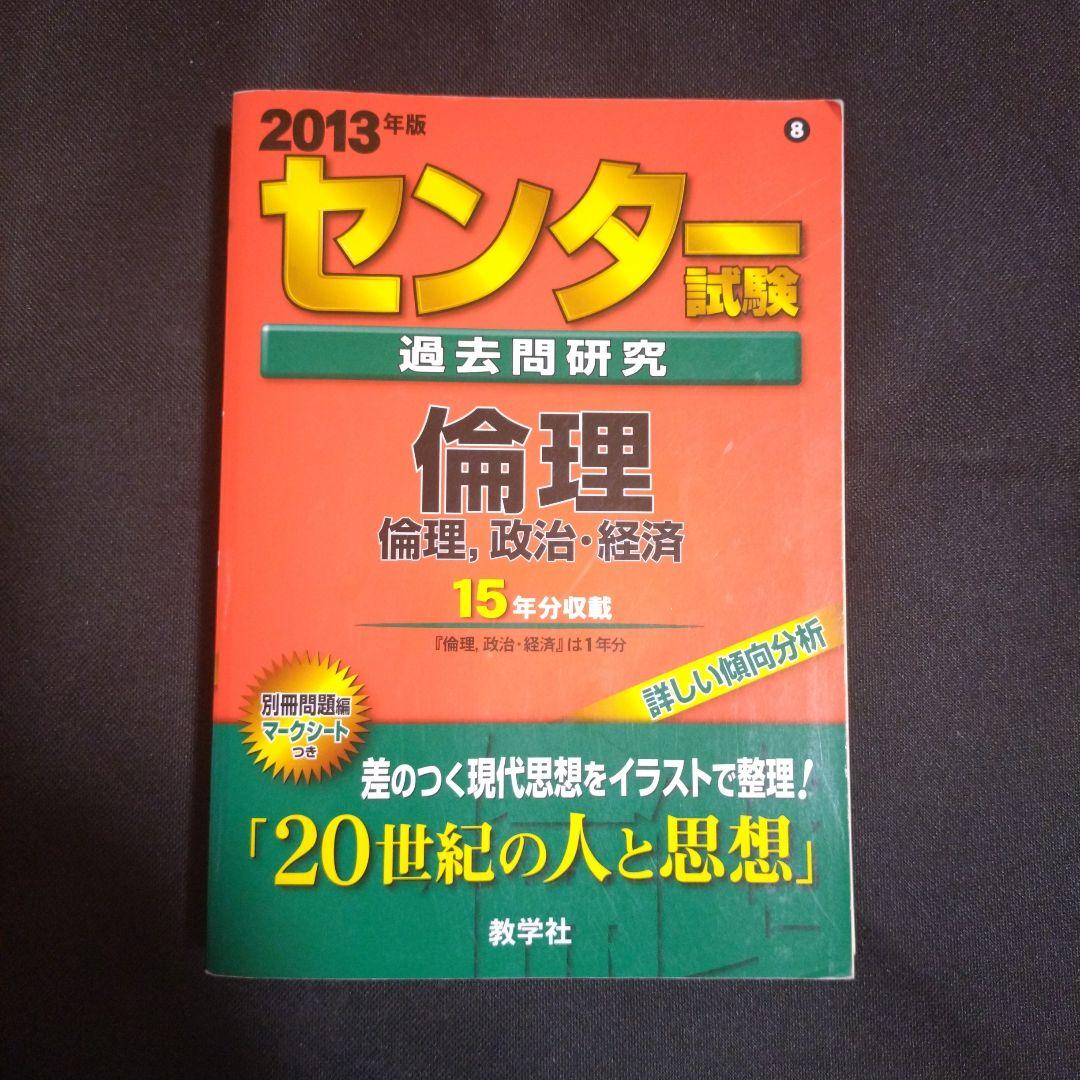 2013年版
8
センター
試験
過去問研究
倫理
倫理, 政治・経済
15年分収載
『倫理, 政治・経済』は1年分
詳しい傾向分析
別冊問題編
マークシート
つき
差のつく現代思想をイラストで整理!
「20世紀の人と思想」
教学社